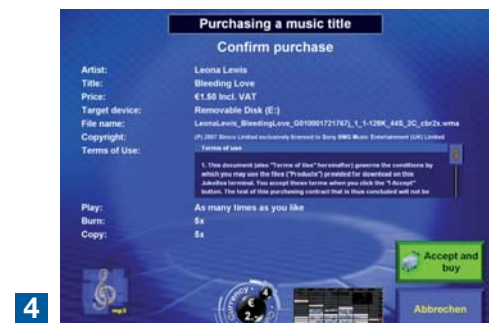 Purchasing a music title
Confirm purchase
Artist: Leona Lewis
Title: Bleeding Love
Price: €1.50 Incl. VAT
Target device: Removable Disk (E:)
File name: LeonaLewis_BleedingLove_G010001721767j_1_1-128K_44S_2C_cbr2x.wma
Copyright: (P) 2007 Simco Limited exclusively licensed to Sony BMG Music Entertainment (UK) Limited
Terms of Use: Terms of use
1. This document (also "Terms of Use" hereinafter) governs the conditions by
which you may use the files ("Products") provided for download on this
Jukebox terminal. You accept these terms when you click the "I Accept"
button. The text of this purchasing contract that is thus concluded will not be
Play: As many times as you like
Burn: 5x
Copy: 5x
Accept and
buy
mp3
currency
4
€
2.-
Abbrechen
4